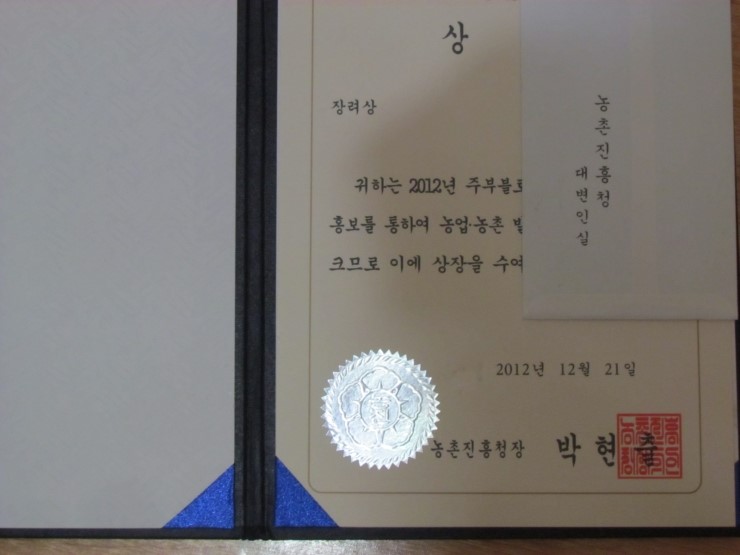 상
장려상
귀하는 2012년 주부블로
홍보를 통하여 농업·농촌
크므로 이에 상장을 수여
2012년 12월 21일
농촌진흥청장 박현출
농촌진흥청
대변인실